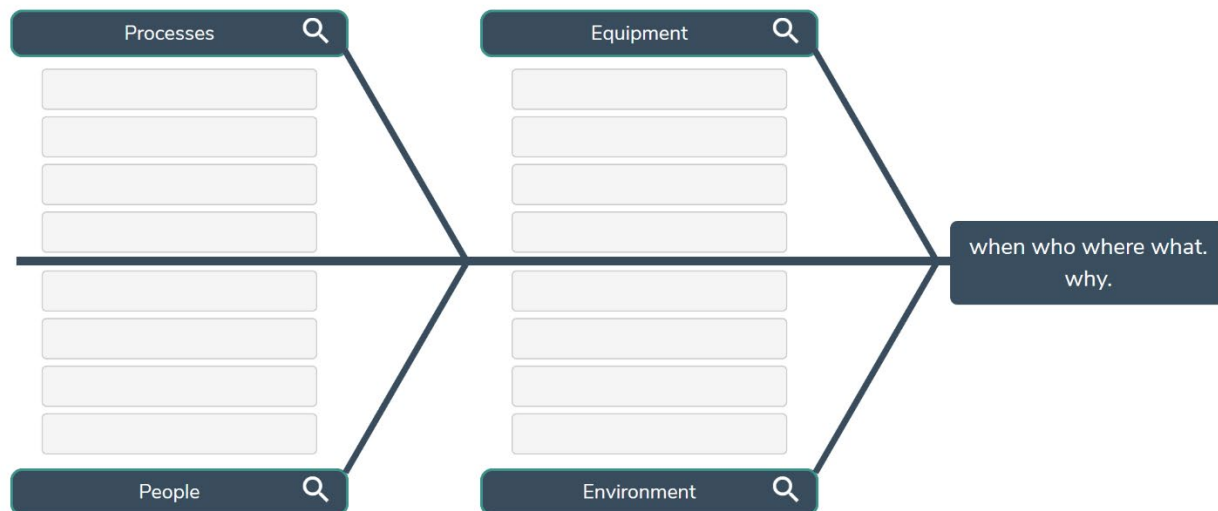 Processes
Equipment
when who where what.
why.
People
Environment